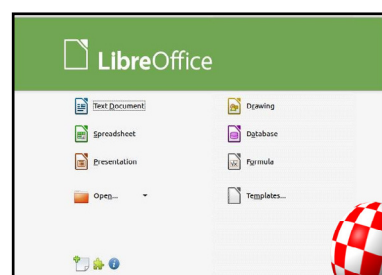 LibreOffice
Text Document
Drawing
Spreadsheet
Database
Presentation
Formula
Open...
Templates...